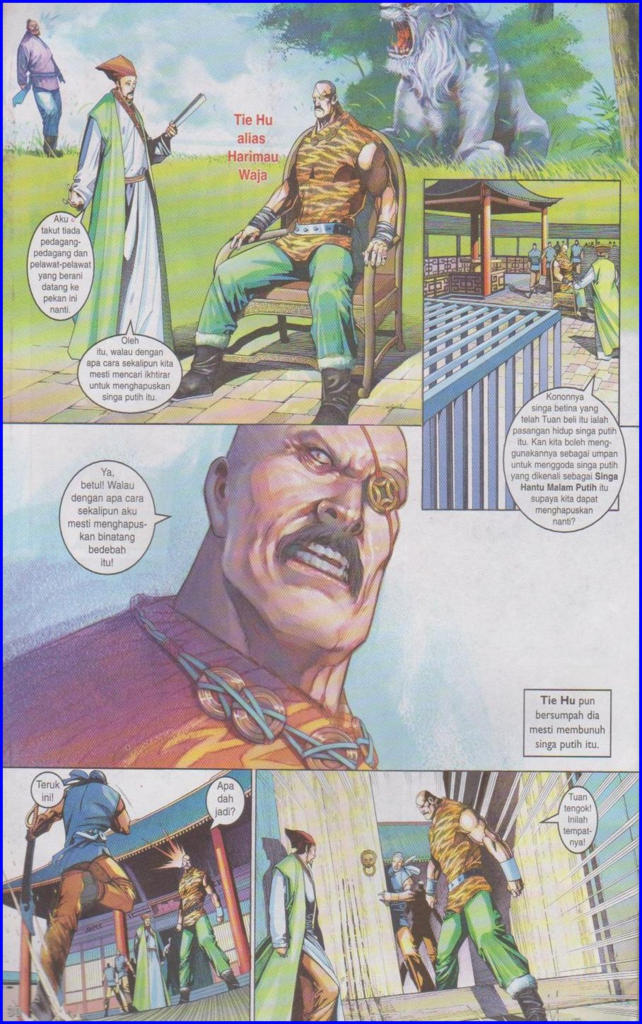 Tie Hu
alias
Harimau
Waja
Aku
takut tiada
pedagang-
pedagang dan
pelawat-pelawat
yang berani
datang ke
pekan ini
nanti.
Oleh
itu, walau dengan
apa cara sekalipun kita
mesti mencari ikhtirar
untuk menghapuskan
singa putih itu.
Kononnya
singa betina yang
telah Tuan beli itu ialah
pasangan hidup singa putih
itu. Kan kita boleh meng-
gunakannya sebagai umpan
untuk menggoda singa putih
yang dikenali sebagai Singa
Hantu Malam Putih itu
supaya kita dapat
menghapuskan
nanti?
Ya,
betul! Walau
dengan apa cara
sekalipun aku
mesti menghapus-
kan binatang
bedebah
itu!
Tie Hu pun
bersumpah dia
mesti membunuh
singa putih itu.
Teruk
ini!
Apa
dah
jadi?
Tuan
tengok!
Inilah
tempat-
nya!